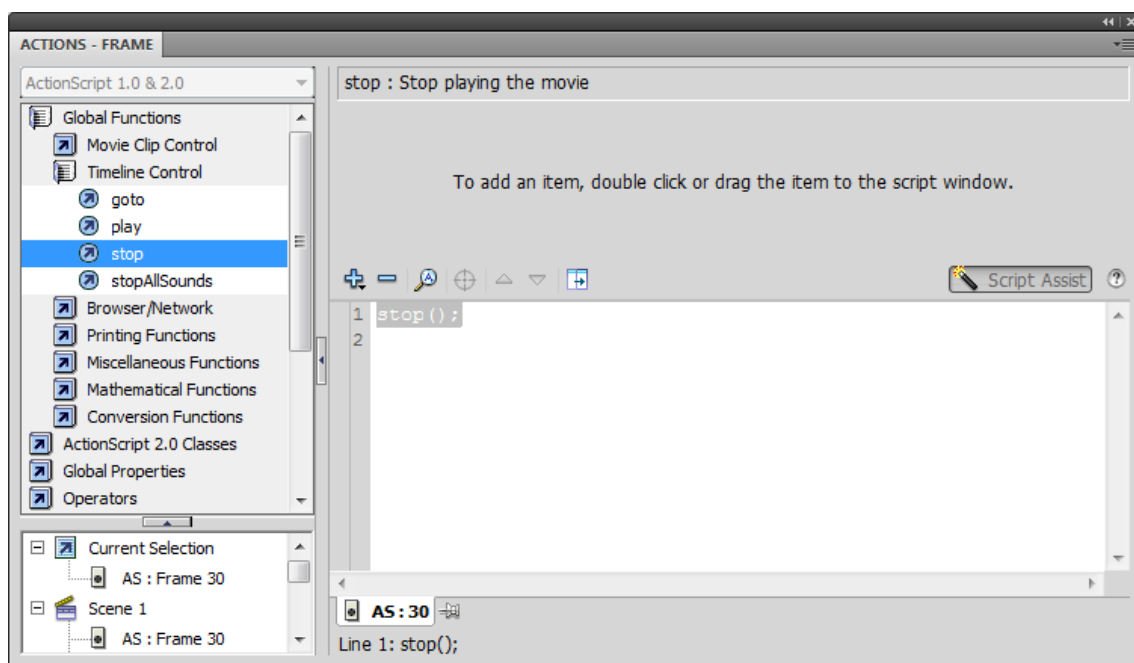 ACTIONS - FRAME
ActionScript 1.0 & 2.0
Global Functions
Movie Clip Control
Timeline Control
goto
play
stop
stopAllSounds
Browser/Network
Printing Functions
Miscellaneous Functions
Mathematical Functions
Conversion Functions
ActionScript 2.0 Classes
Global Properties
Operators
Current Selection
AS : Frame 30
Scene 1
AS : Frame 30
stop : Stop playing the movie
To add an item, double click or drag the item to the script window.
Script Assist
1 stop();
2
AS : 30
Line 1: stop();